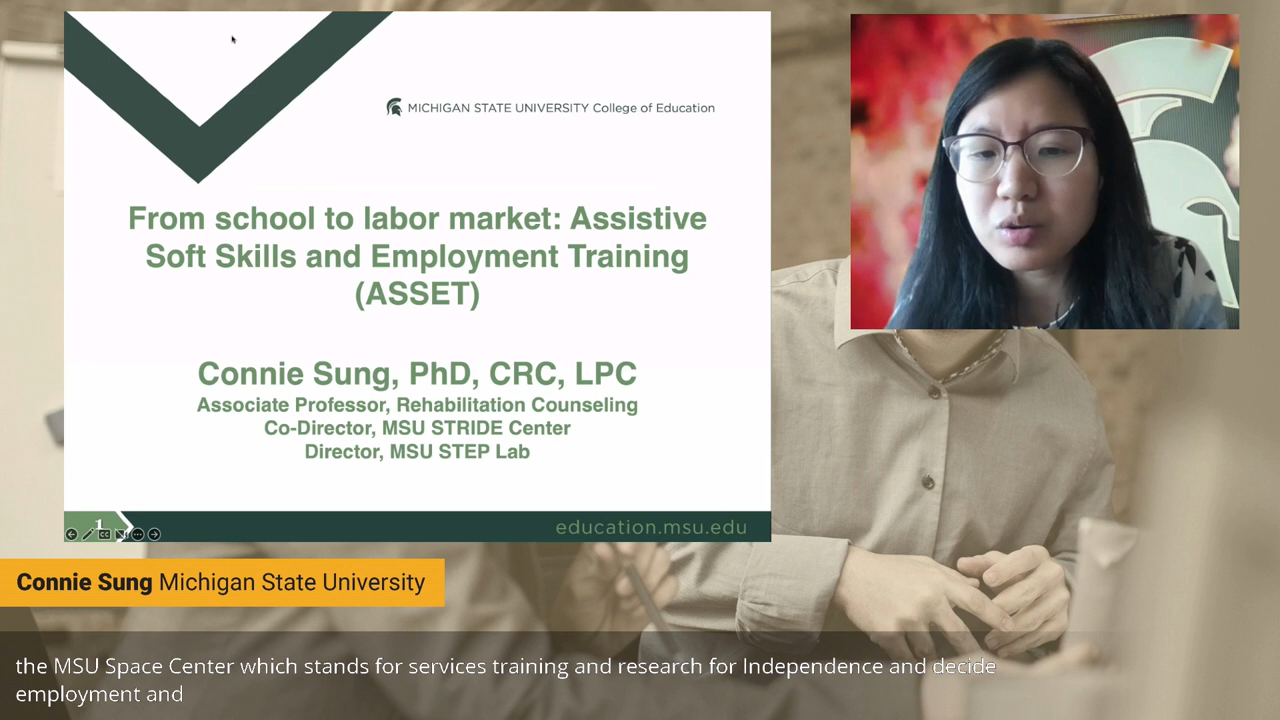 MICHIGAN STATE UNIVERSITY College of Education
From school to labor market: Assistive
Soft Skills and Employment Training
(ASSET)
Connie Sung, PhD, CRC, LPC
Associate Professor, Rehabilitation Counseling
Co-Director, MSU STRIDE Center
Director, MSU STEP Lab
1
CC
education.msu.edu
Connie Sung Michigan State University
the MSU Space Center which stands for services training and research for Independence and decide
employment and